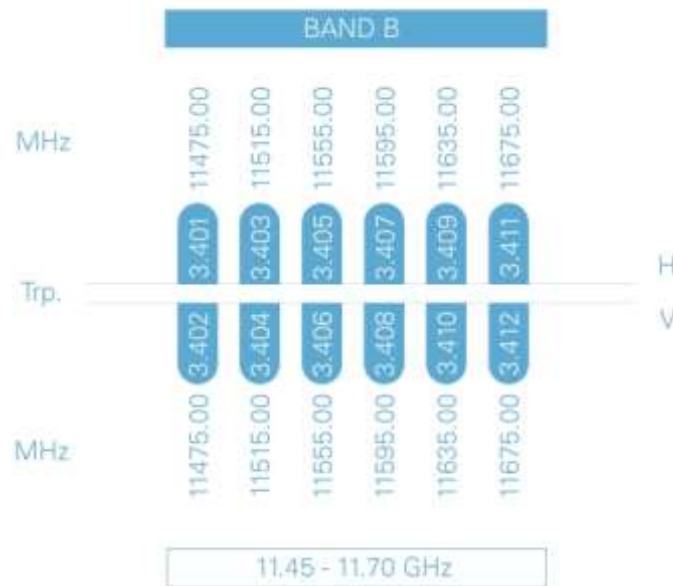 BAND B
MHz 11475.00 11515.00 11555.00 11595.00 11635.00 11675.00
3.401 3.403 3.405 3.407 3.409 3.411
H
Trp.
V
3.402 3.404 3.406 3.408 3.410 3.412
MHz 11475.00 11515.00 11555.00 11595.00 11635.00 11675.00
11.45 - 11.70 GHz